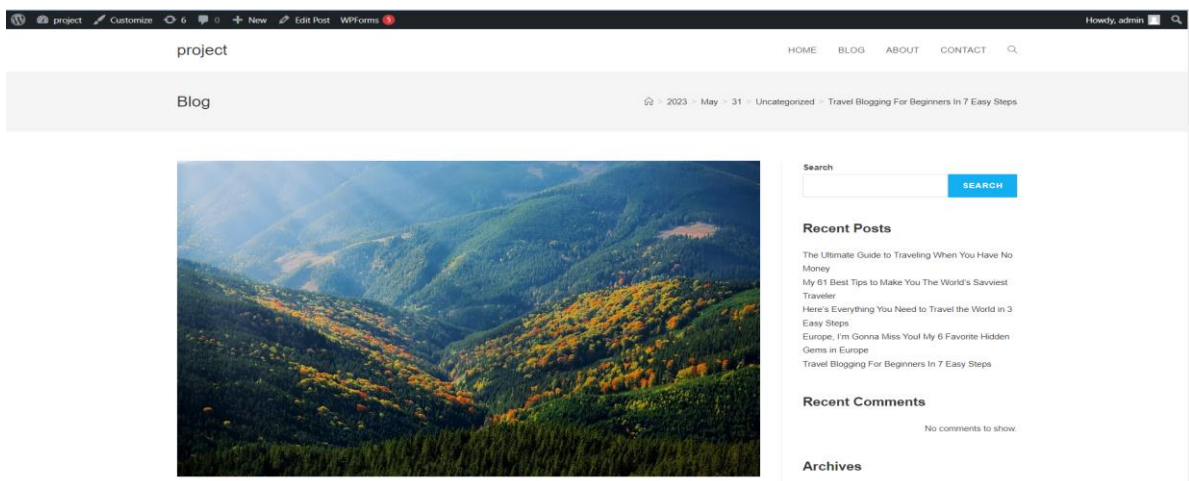 project Customize 6 0 + New Edit Post WPForms 5 Howdy, admin
project HOME BLOG ABOUT CONTACT
Blog > 2023 > May > 31 > Uncategorized > Travel Blogging For Beginners In 7 Easy Steps
Search
SEARCH
Recent Posts
The Ultimate Guide to Traveling When You Have No
Money
My 61 Best Tips to Make You The World's Savviest
Traveler
Here's Everything You Need to Travel the World in 3
Easy Steps
Europe, I'm Gonna Miss You! My 6 Favorite Hidden
Gems in Europe
Travel Blogging For Beginners In 7 Easy Steps
Recent Comments
No comments to show.
Archives